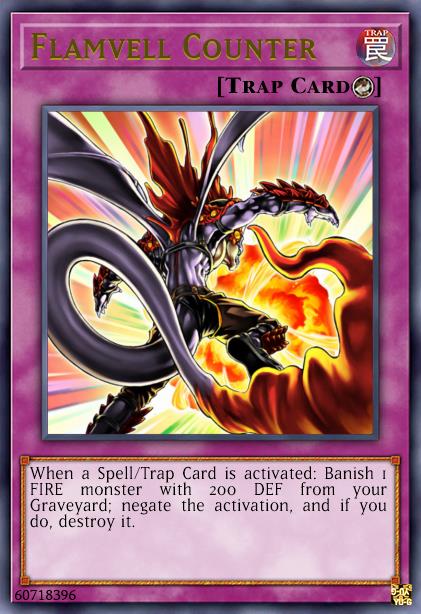 Flamvell Counter
TRAP
罠
[Trap Card]
When a Spell/Trap Card is activated: Banish 1
FIRE monster with 200 DEF from your
Graveyard; negate the activation, and if you
do, destroy it.
60718396